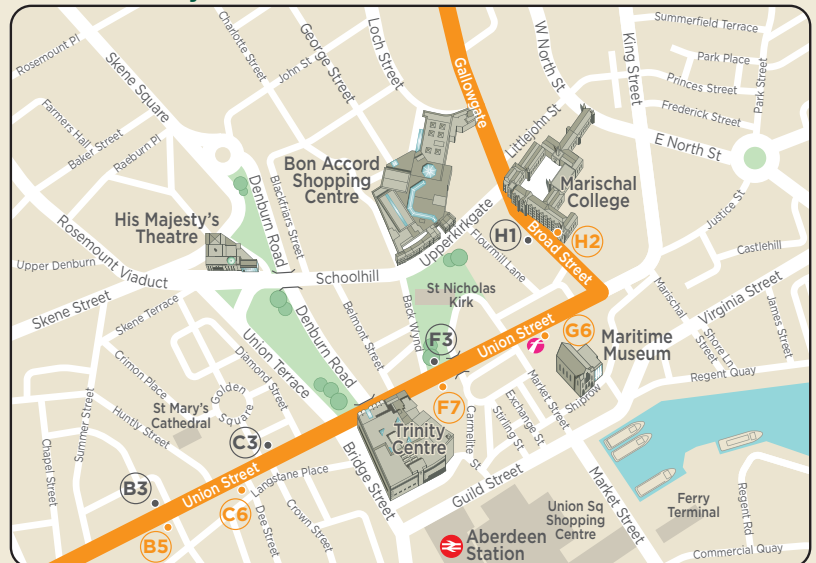 Rosemount Pl
Skene Square
Charlotte Street
John St
George Street
Loch Street
Gallowgate
W North St
King Street
Summerfield Terrace
Park Place
Princes Street
Park Street
Frederick Street
E North St
Littlejohn St
Farmers Hall
Baker Street
Raeburn Pl
Denburn Road
Blackfriars Street
Bon Accord
Shopping
Centre
Marischal
College
Justice St
Castlehill
His Majesty's
Theatre
Upperkirkgate
Flourmill Lane
H1
H2
Broad Street
Rosemount Viaduct
Upper Denburn
Schoolhill
Skene Street
Skene Terrace
St Nicholas
Kirk
Back Wynd
Belmont Street
Denburn Road
Union Terrace
Diamond Street
Golden
Square
Crimon Place
Huntly Street
Summer Street
Chapel Street
St Mary's
Cathedral
F3
Union Street
G6
Maritime
Museum
Marischal
Street
Virginia Street
James Street
Shore Ln
Regent Quay
Shiprow
Market Street
Exchange St
Stirling St
Carmelite St
F7
Trinity
Centre
Bridge Street
Guild Street
Market Street
C3
Union Street
Langstane Place
B3
C6
B5
Dee Street
Crown Street
Union Sq
Shopping
Centre
Ferry
Terminal
Regent Rd
Commercial Quay
Aberdeen
Station